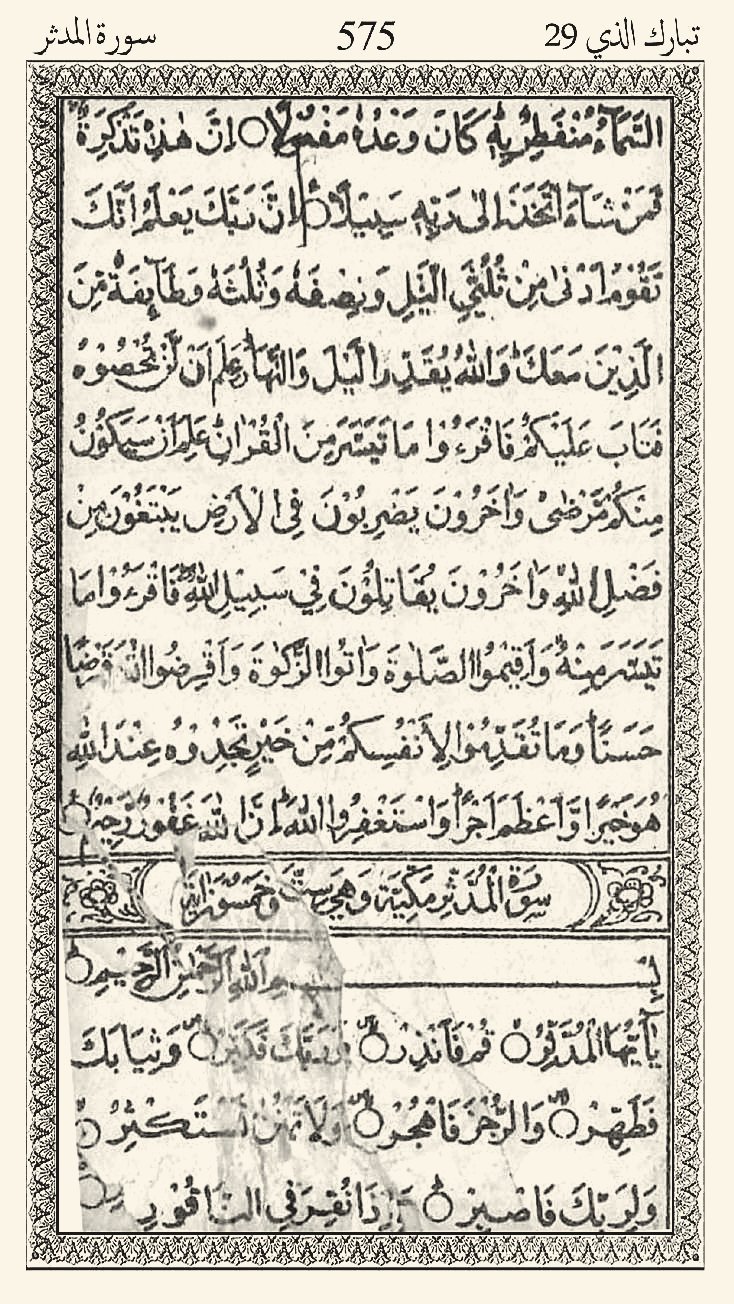 تبارك الذي 29
575
سورة المدثر
السَّمَآءُ مُنْفَطِرٌۢ بِهٖ كَانَ وَعْدُهٗ مَفْعُوْلًا ۝ اِنَّ هٰذِهٖ تَذْكِرَةٌ
فَمَنْ شَآءَ اتَّخَذَ اِلٰى رَبِّهٖ سَبِيْلًا ۝ اِنَّ رَبَّكَ يَعْلَمُ اَنَّكَ
تَقُوْمُ اَدْنٰى مِنْ ثُلُثَيِ الَّيْلِ وَنِصْفَهٗ وَثُلُثَهٗ وَطَآىِٕفَةٌ مِّنَ
الَّذِيْنَ مَعَكَ ؕ وَاللّٰهُ يُقَدِّرُ الَّيْلَ وَالنَّهَارَ ؕ عَلِمَ اَنْ لَّنْ تُحْصُوْهُ
فَتَابَ عَلَيْكُمْ فَاقْرَءُوْا مَا تَيَسَّرَ مِنَ الْقُرْاٰنِ ؕ عَلِمَ اَنْ سَيَكُوْنُ
مِنْكُمْ مَّرْضٰىۙ وَاٰخَرُوْنَ يَضْرِبُوْنَ فِى الْاَرْضِ يَبْتَغُوْنَ مِنْ
فَضْلِ اللّٰهِۙ وَاٰخَرُوْنَ يُقَاتِلُوْنَ فِيْ سَبِيْلِ اللّٰهِ ۖ فَاقْرَءُوْا مَا
تَيَسَّرَ مِنْهُۙ وَاَقِيْمُوا الصَّلٰوةَ وَاٰتُوا الزَّكٰوةَ وَاَقْرِضُوا اللّٰهَ قَرْضًا
حَسَنًا ؕ وَمَا تُقَدِّمُوْا لِاَنْفُسِكُمْ مِّنْ خَيْرٍ تَجِدُوْهُ عِنْدَ اللّٰهِ
هُوَ خَيْرًا وَّاَعْظَمَ اَجْرًا ؕ وَاسْتَغْفِرُوا اللّٰهَ ؕ اِنَّ اللّٰهَ غَفُوْرٌ رَّحِيْمٌ ۝
سُوْرَةُ الْمُدَّثِّرِ مَكِّيَّةٌ وَهِيَ سِتٌّ وَخَمْسُوْنَ اٰيَةً
بِسْمِ اللّٰهِ الرَّحْمٰنِ الرَّحِيْمِ ۝
يٰٓاَيُّهَا الْمُدَّثِّرُ ۝ قُمْ فَاَنْذِرْ ۝ وَرَبَّكَ فَكَبِّرْ ۝ وَثِيَابَكَ
فَطَهِّرْ ۝ وَالرُّجْزَ فَاهْجُرْ ۝ وَلَا تَمْنُنْ تَسْتَكْثِرُ ۝
وَلِرَبِّكَ فَاصْبِرْ ۝ فَاِذَا نُقِرَ فِى النَّاقُوْرِ ۝